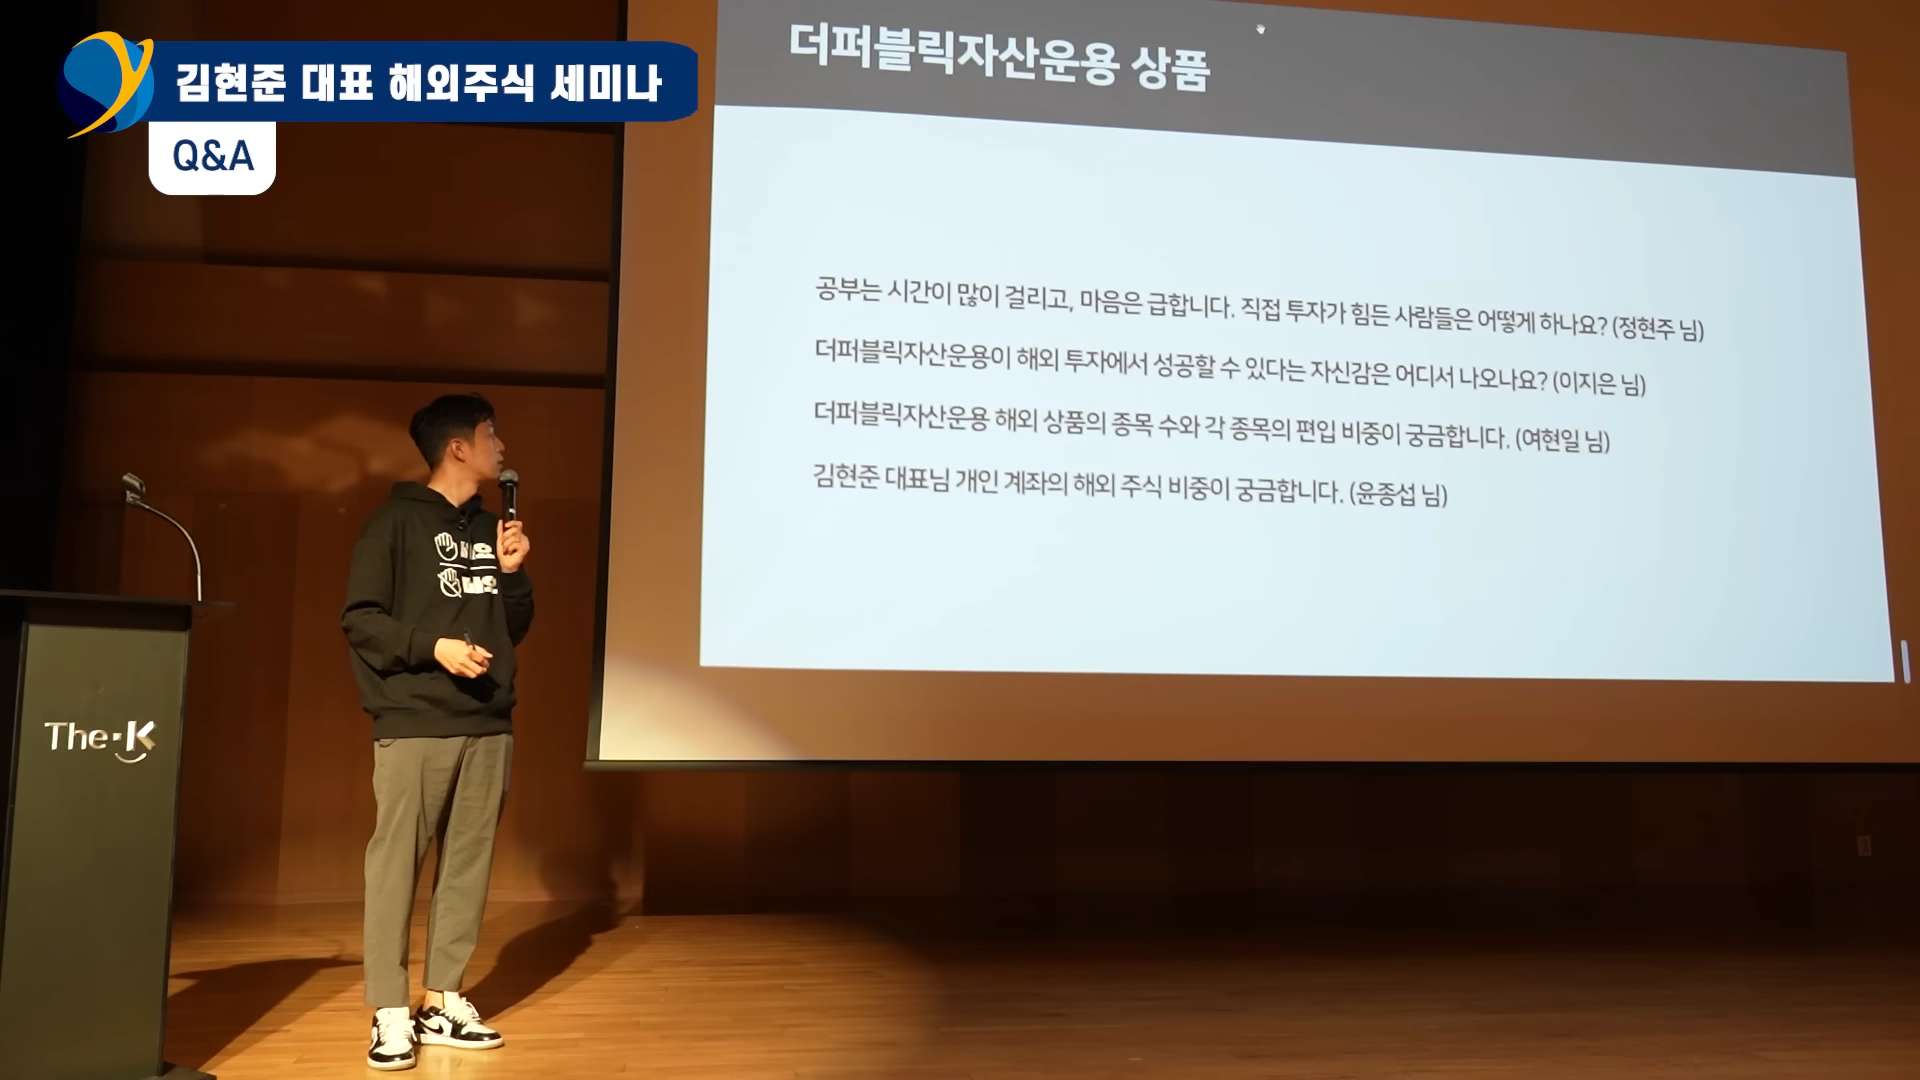 김현준 대표 해외주식 세미나
Q&A
더퍼블릭자산운용 상품
공부는 시간이 많이 걸리고, 마음은 급합니다. 직접 투자가 힘든 사람들은 어떻게 하나요? (정현주 님)
더퍼블릭자산운용이 해외 투자에서 성공할 수 있다는 자신감은 어디서 나오나요? (이지은 님)
더퍼블릭자산운용 해외 상품의 종목 수와 각 종목의 편입 비중이 궁금합니다. (여현일 님)
김현준 대표님 개인 계좌의 해외 주식 비중이 궁금합니다. (윤종섭 님)
The·K